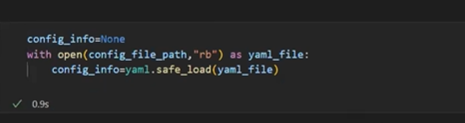 config_info=None
with open(config_file_path,"rb") as yaml_file:
    config_info=yaml.safe_load(yaml_file)
0.9s